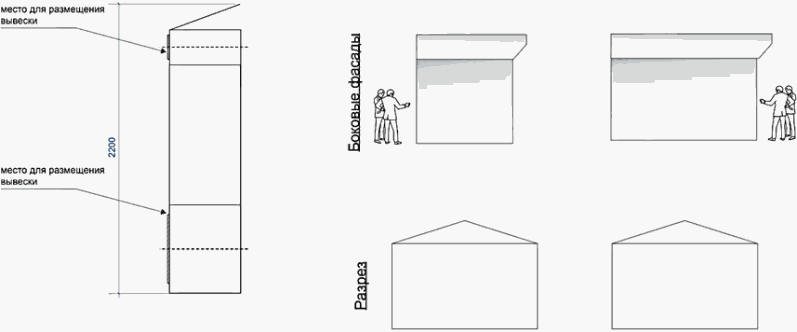 место для размещения
вывески
2200
место для размещения
вывески
Боковые фасады
Разрез